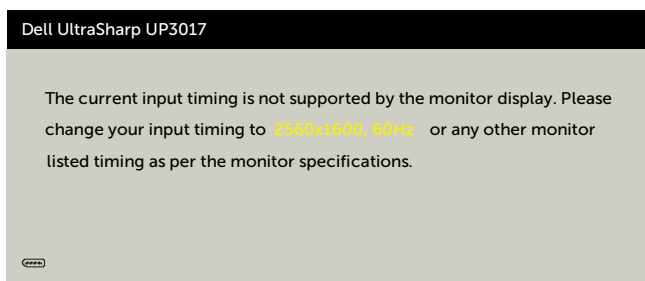 Dell UltraSharp UP3017
The current input timing is not supported by the monitor display. Please
change your input timing to 2560x1600, 60Hz or any other monitor
listed timing as per the monitor specifications.